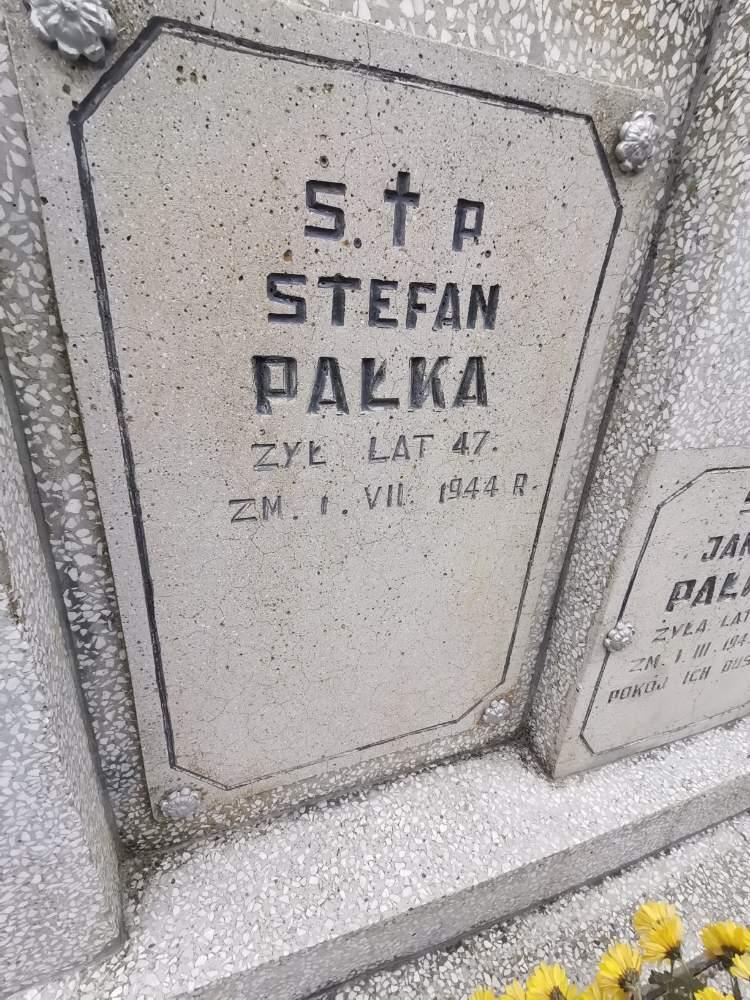 S. † P.
STEFAN
PAŁKA
ŻYŁ LAT 47.
ZM. 1. VII. 1944 R.
ŻYŁA LAT
ZM. 1. III. 194
POKÓJ ICH